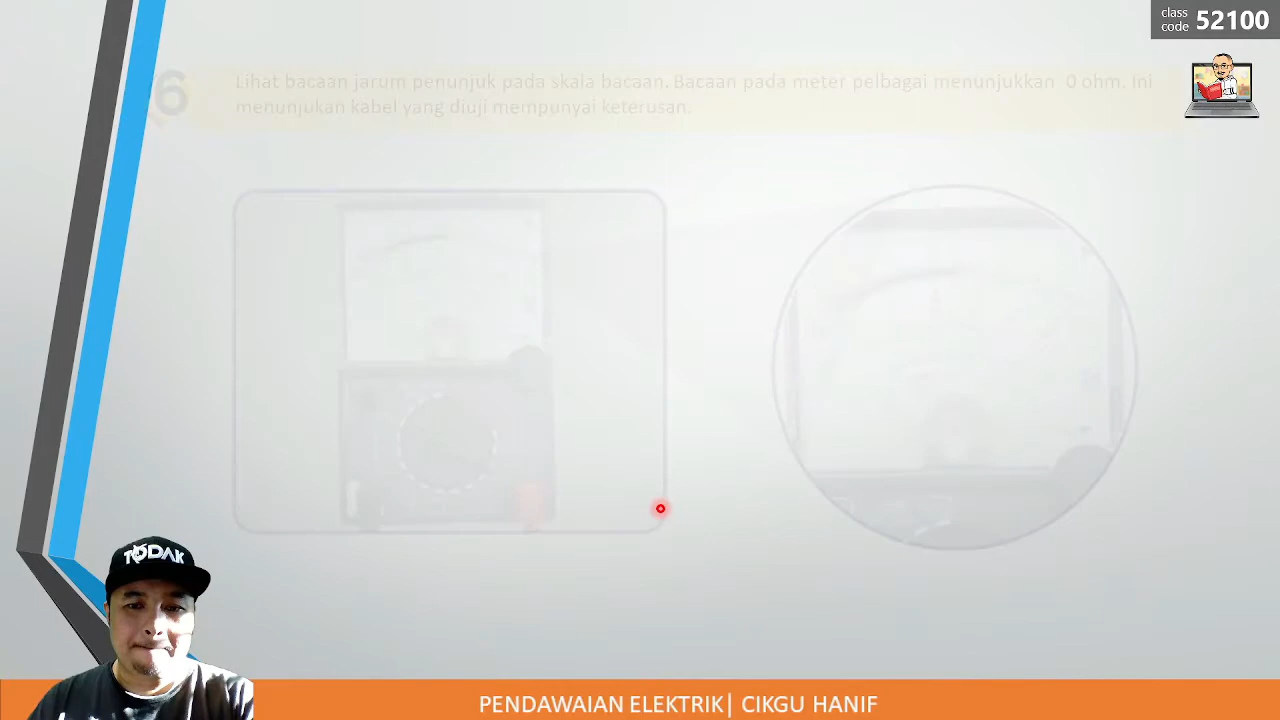 class
code 52100
6
Lihat bacaan jarum penunjuk pada skala bacaan. Bacaan pada meter pelbagai menunjukkan 0 ohm. Ini
menunjukan kabel yang diuji mempunyai keterusan.
TODAK
PENDAWAIAN ELEKTRIK| CIKGU HANIF